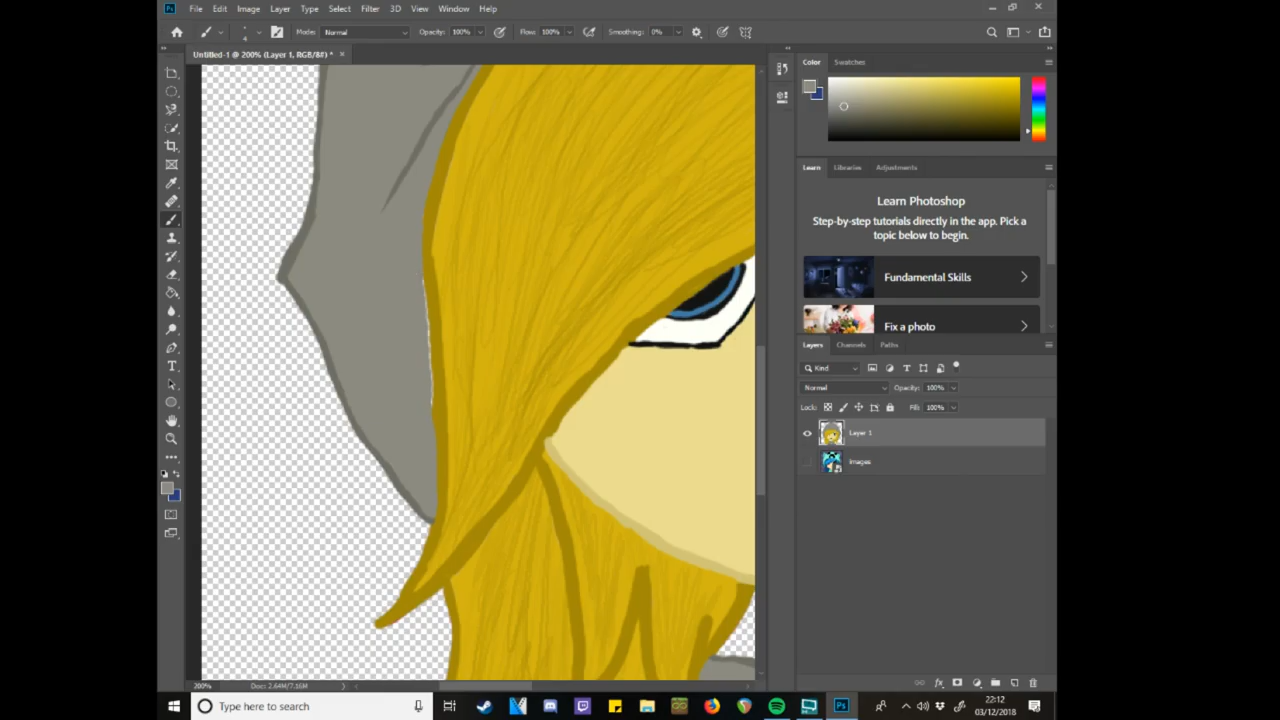 Ps File Edit Image Layer Type Select Filter 3D View Window Help
4 Mode: Normal Opacity: 100% Flow: 100% Smoothing: 0%
Untitled-1 @ 200% (Layer 1, RGB/8#) * ×
Color Swatches
Learn Libraries Adjustments
Learn Photoshop
Step-by-step tutorials directly in the app. Pick a
topic below to begin.
Fundamental Skills
Fix a photo
Layers Channels Paths
Kind
Normal Opacity: 100%
Lock: Fill: 100%
Layer 1
Images
200% Doc: 2.64M/7.16M
Type here to search
Ps
22:12
03/12/2018